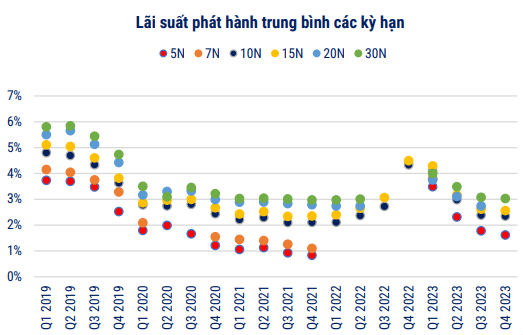 Lãi suất phát hành trung bình các kỳ hạn
5N 7N 10N 15N 20N 30N
7%
6%
5%
4%
3%
2%
1%
0%
Q1 2019
Q2 2019
Q3 2019
Q4 2019
Q1 2020
Q2 2020
Q3 2020
Q4 2020
Q1 2021
Q2 2021
Q3 2021
Q4 2021
Q1 2022
Q2 2022
Q3 2022
Q4 2022
Q1 2023
Q2 2023
Q3 2023
Q4 2023